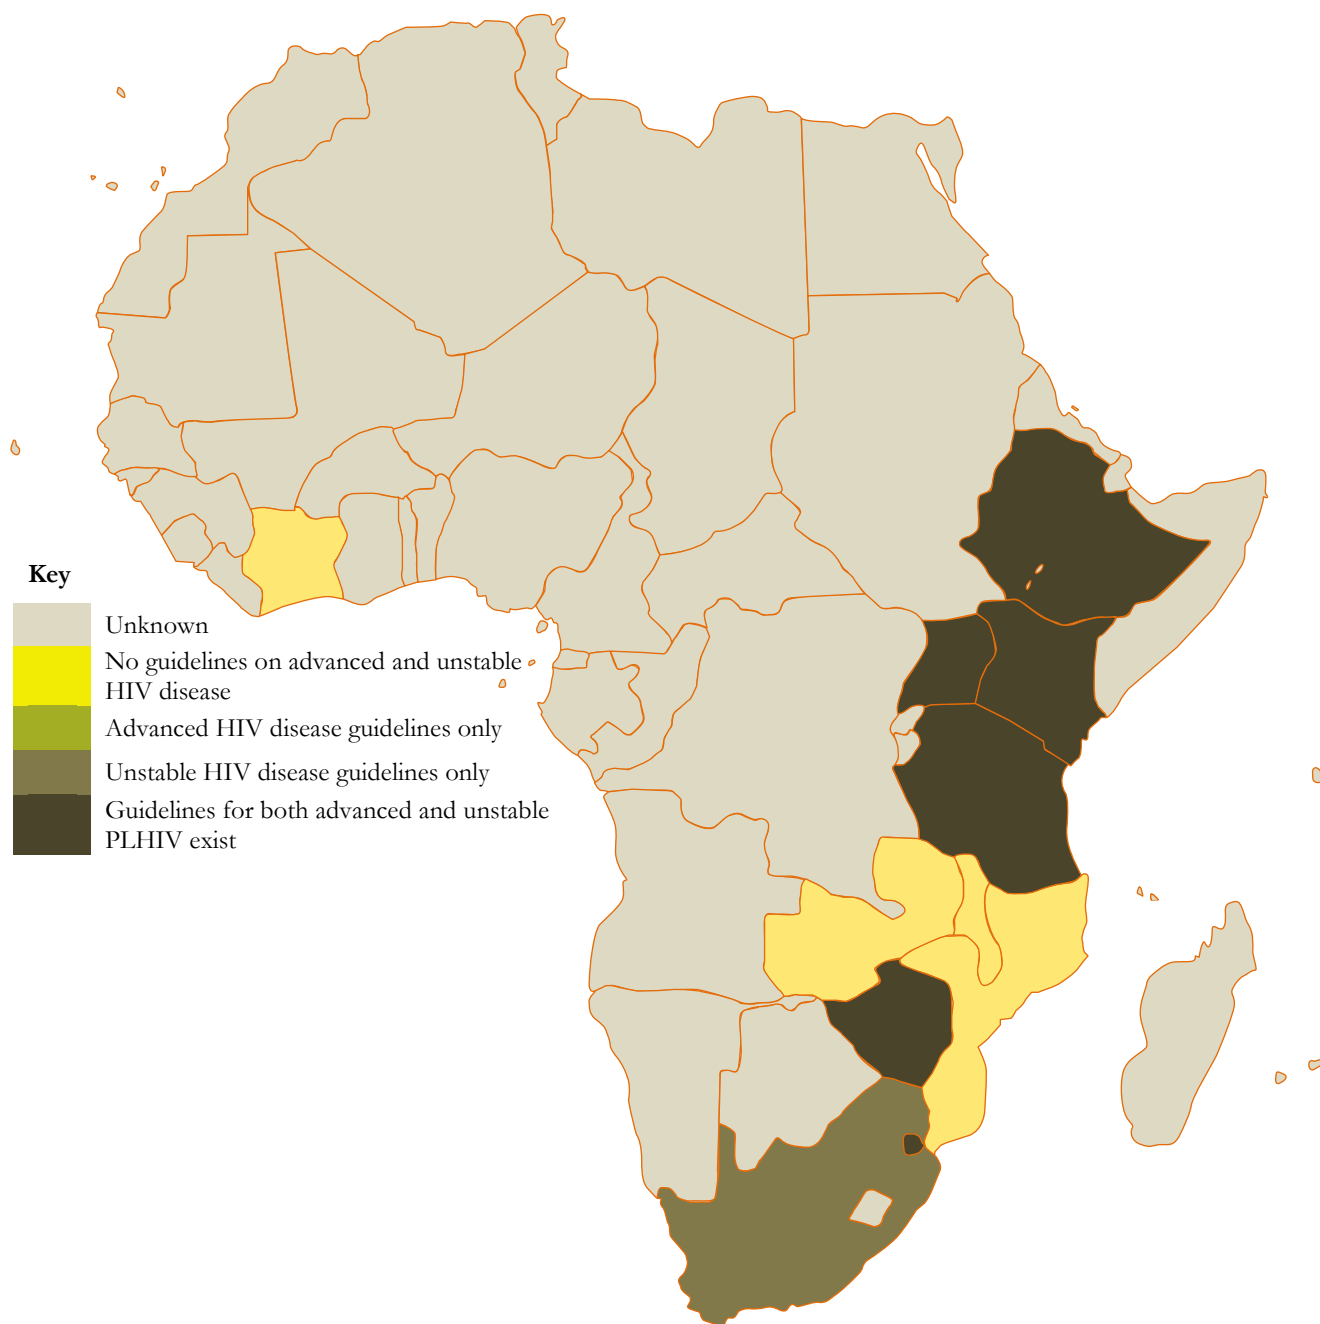 Key
Unknown
No guidelines on advanced and unstable
HIV disease
Advanced HIV disease guidelines only
Unstable HIV disease guidelines only
Guidelines for both advanced and unstable
PLHIV exist